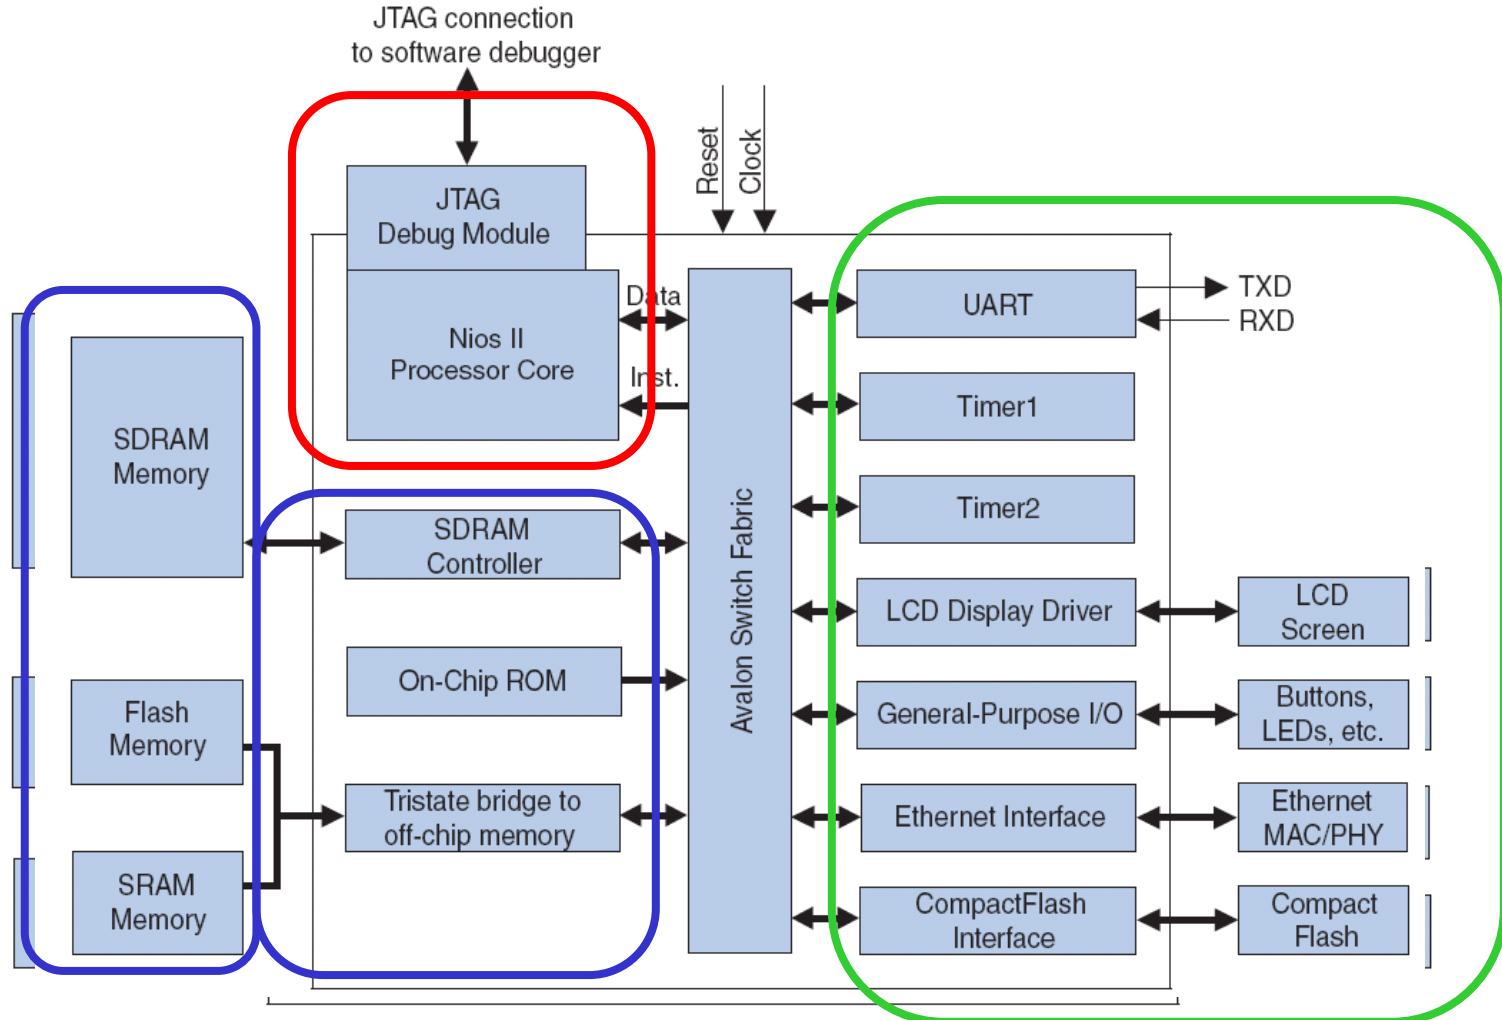 JTAG connection
to software debugger
Reset
Clock
JTAG
Debug Module
Nios II
Processor Core
Data
Inst.
SDRAM
Memory
SDRAM
Controller
On-Chip ROM
Flash
Memory
Tristate bridge to
off-chip memory
SRAM
Memory
Avalon Switch Fabric
UART
TXD
RXD
Timer1
Timer2
LCD Display Driver
LCD
Screen
General-Purpose I/O
Buttons,
LEDs, etc.
Ethernet Interface
Ethernet
MAC/PHY
CompactFlash
Interface
Compact
Flash